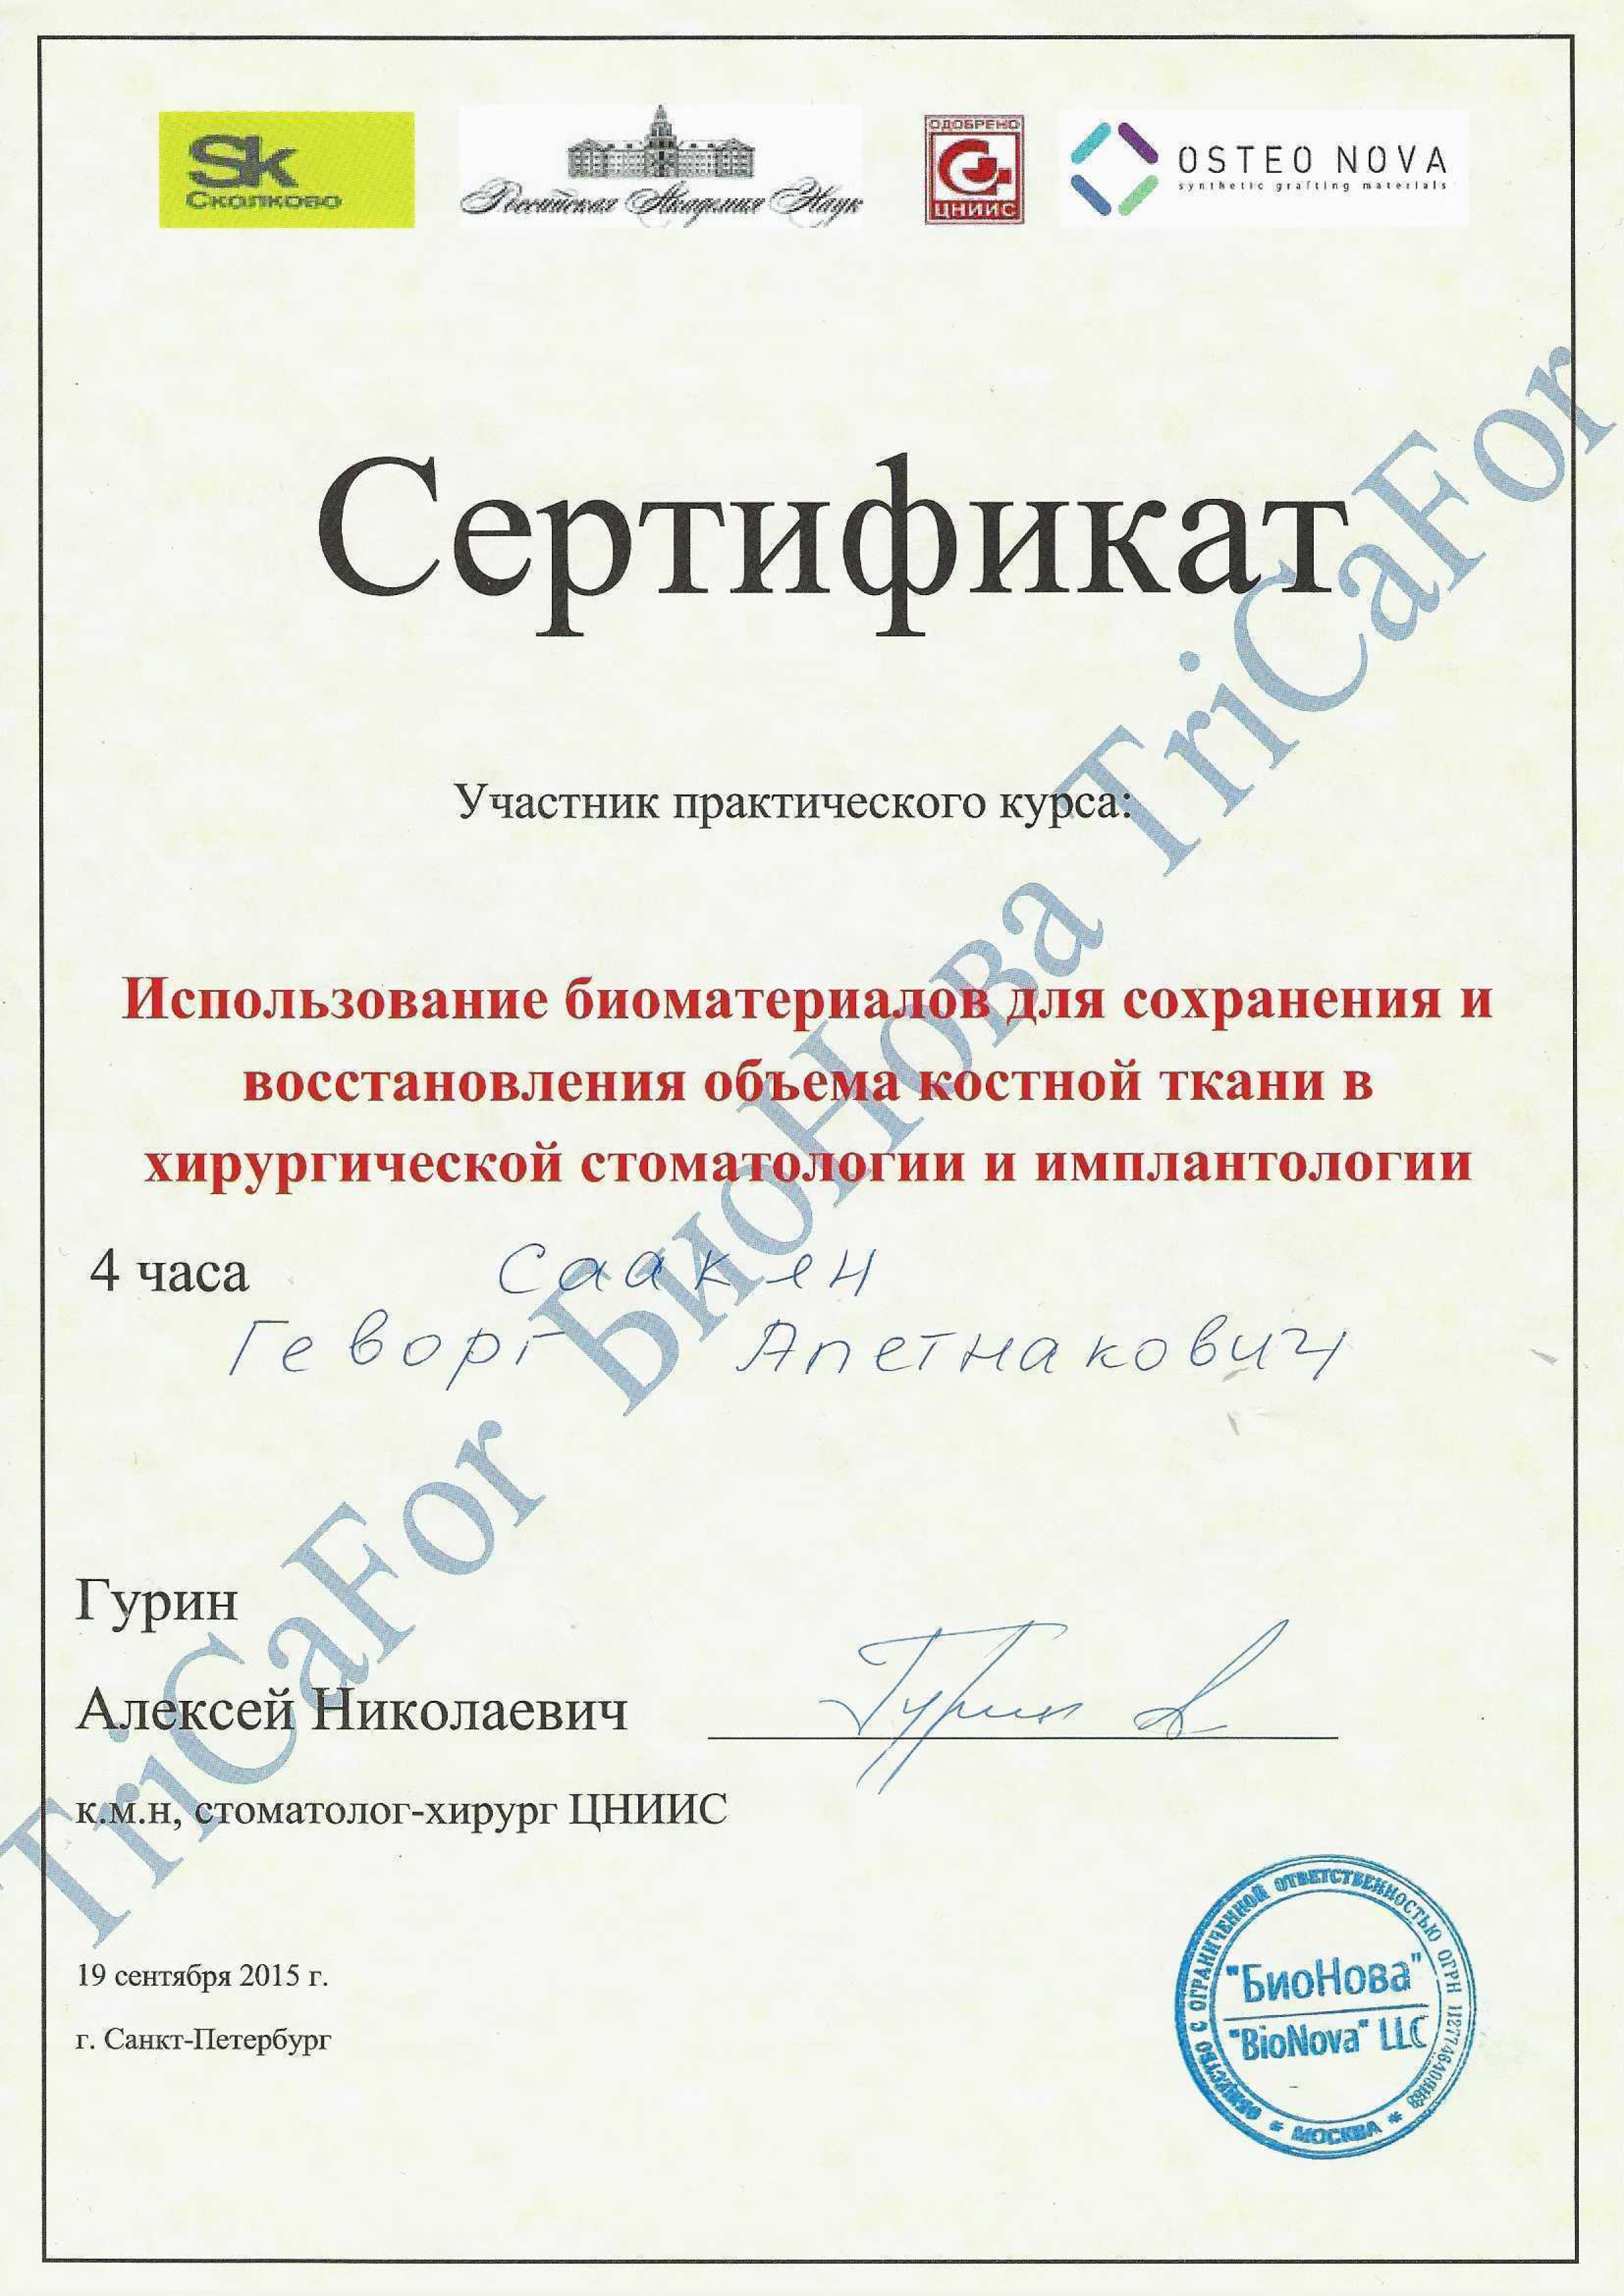 Sk
Сколково
Российская Академия Наук
ОДОБРЕНО
ЦНИИС
OSTEO NOVA
synthetic grafting materials
Сертификат
Участник практического курса:
Использование биоматериалов для сохранения и
восстановления объема костной ткани в
хирургической стоматологии и имплантологии
4 часа Саакян
Геворг Апетнакович
TriCaFor БиоНова TriCaFor
Гурин
Алексей Николаевич
Гурин А
к.м.н, стоматолог-хирург ЦНИИС
19 сентября 2015 г.
г. Санкт-Петербург
ОБЩЕСТВО С ОГРАНИЧЕННОЙ ОТВЕТСТВЕННОСТЬЮ ОГРН
"БиоНова"
"BioNova" LLC
* МОСКВА *